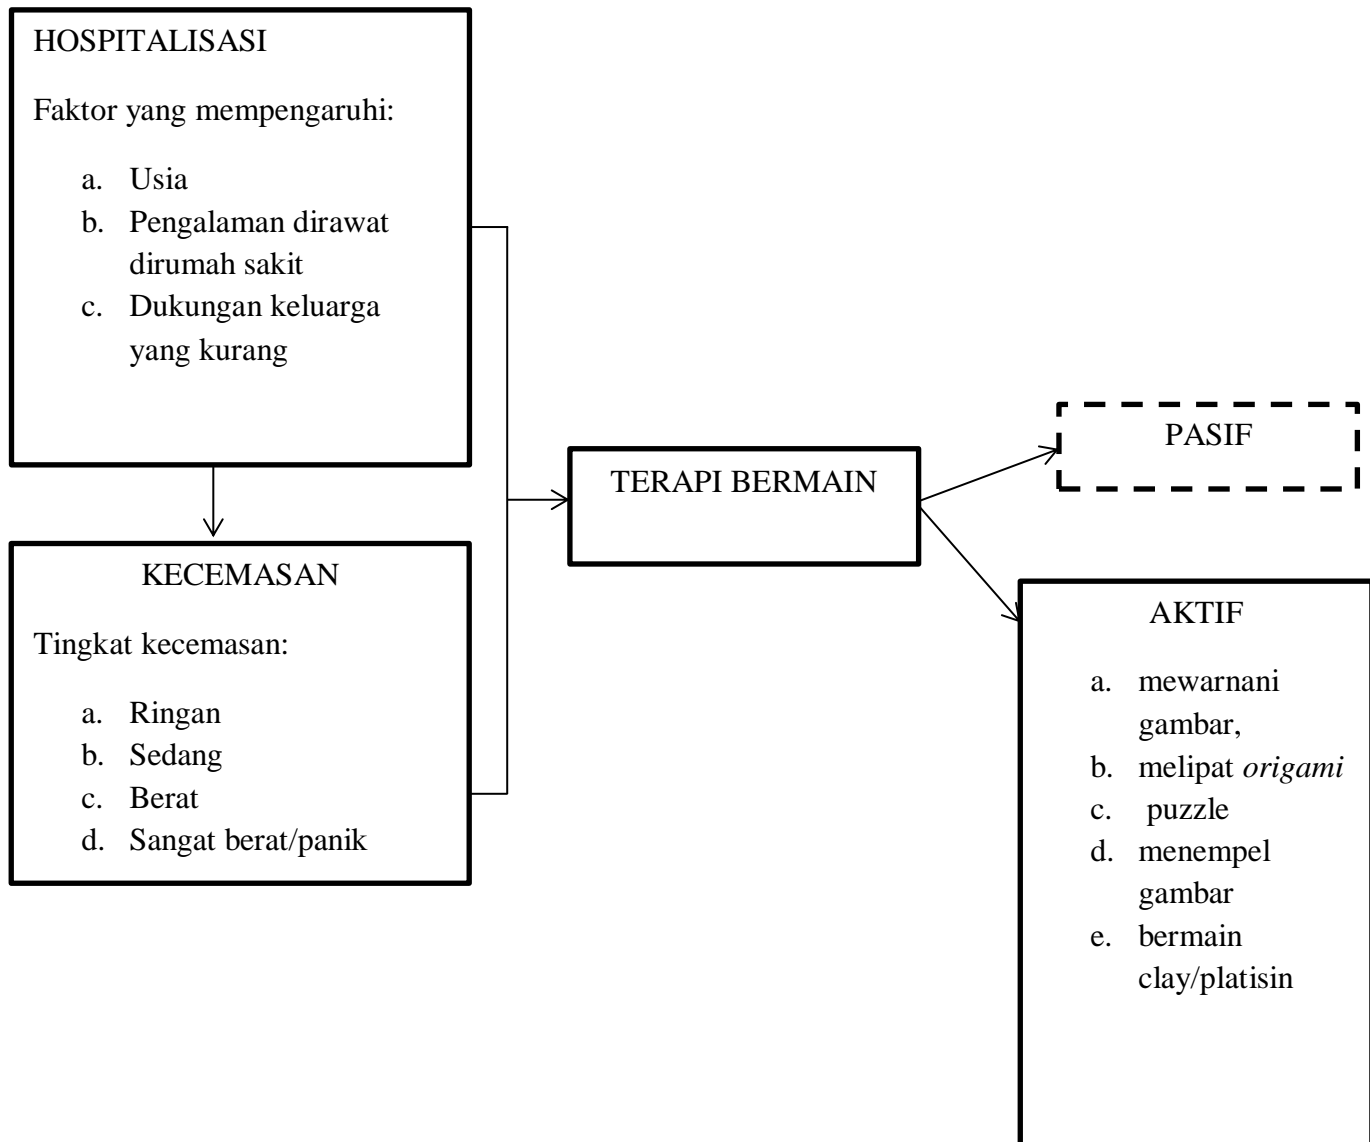 HOSPITALISASI
Faktor yang mempengaruhi:
a. Usia
b. Pengalaman dirawat
dirumah sakit
c. Dukungan keluarga
yang kurang
KECEMASAN
Tingkat kecemasan:
a. Ringan
b. Sedang
c. Berat
d. Sangat berat/panik
TERAPI BERMAIN
PASIF
AKTIF
a. mewarnani
gambar,
b. melipat origami
c. puzzle
d. menempel
gambar
e. bermain
clay/platisin